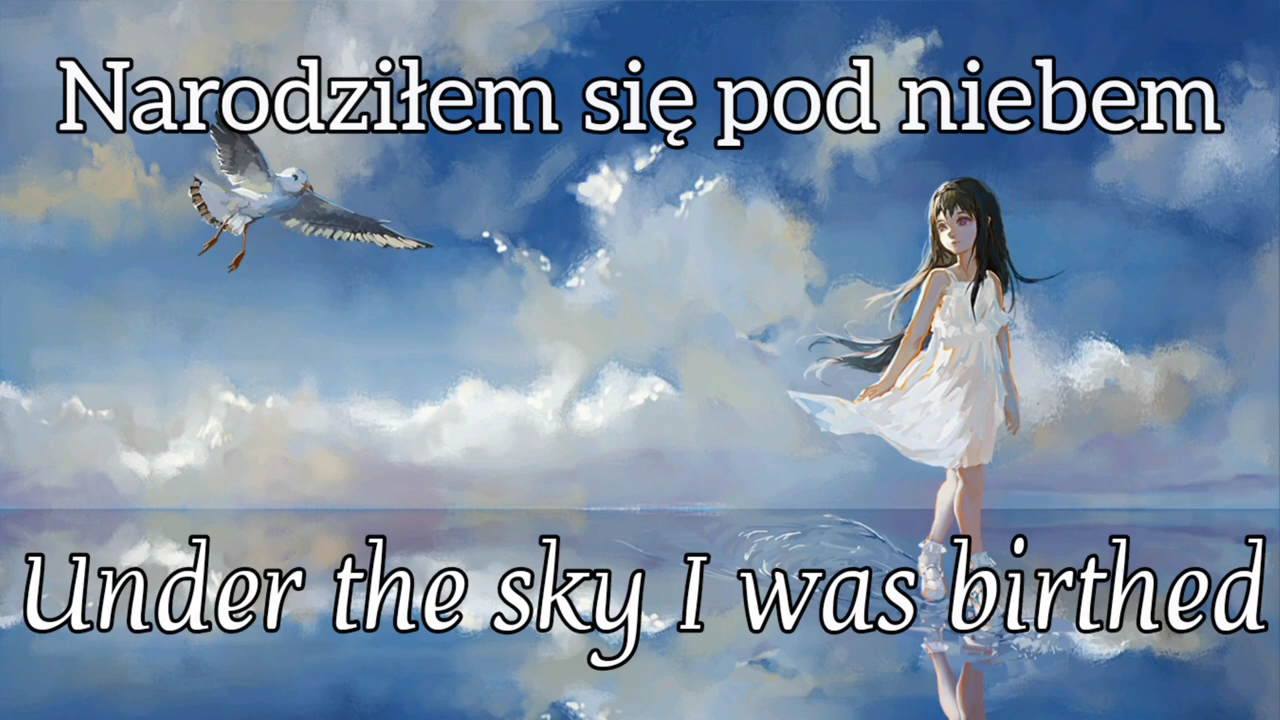 Narodziłem się pod niebem
Under the sky I was birthed